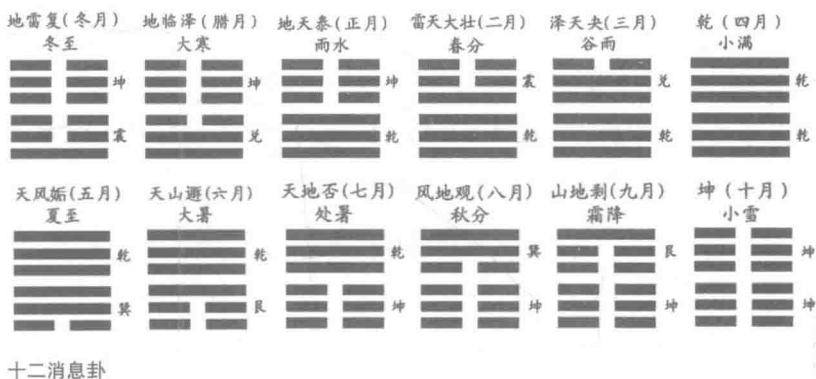 地雷复(冬月) 地临泽(腊月) 地天泰(正月) 雷天大壮(二月) 泽天夬(三月) 乾(四月)
冬至 大寒 雨水 春分 谷雨 小满
坤 坤 坤 震 兑 乾
震 兑 乾 乾 乾 乾
天风姤(五月) 天山遯(六月) 天地否(七月) 风地观(八月) 山地剥(九月) 坤(十月)
夏至 大暑 处暑 秋分 霜降 小雪
乾 乾 乾 巽 艮 坤
巽 艮 坤 坤 坤 坤
十二消息卦